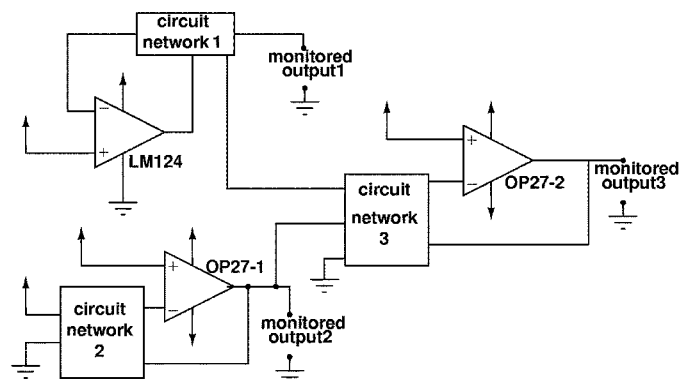 circuit
network 1
monitored
output1
−
+
LM124
+
−
OP27-2
monitored
output3
circuit
network
3
+
−
OP27-1
monitored
output2
circuit
network
2